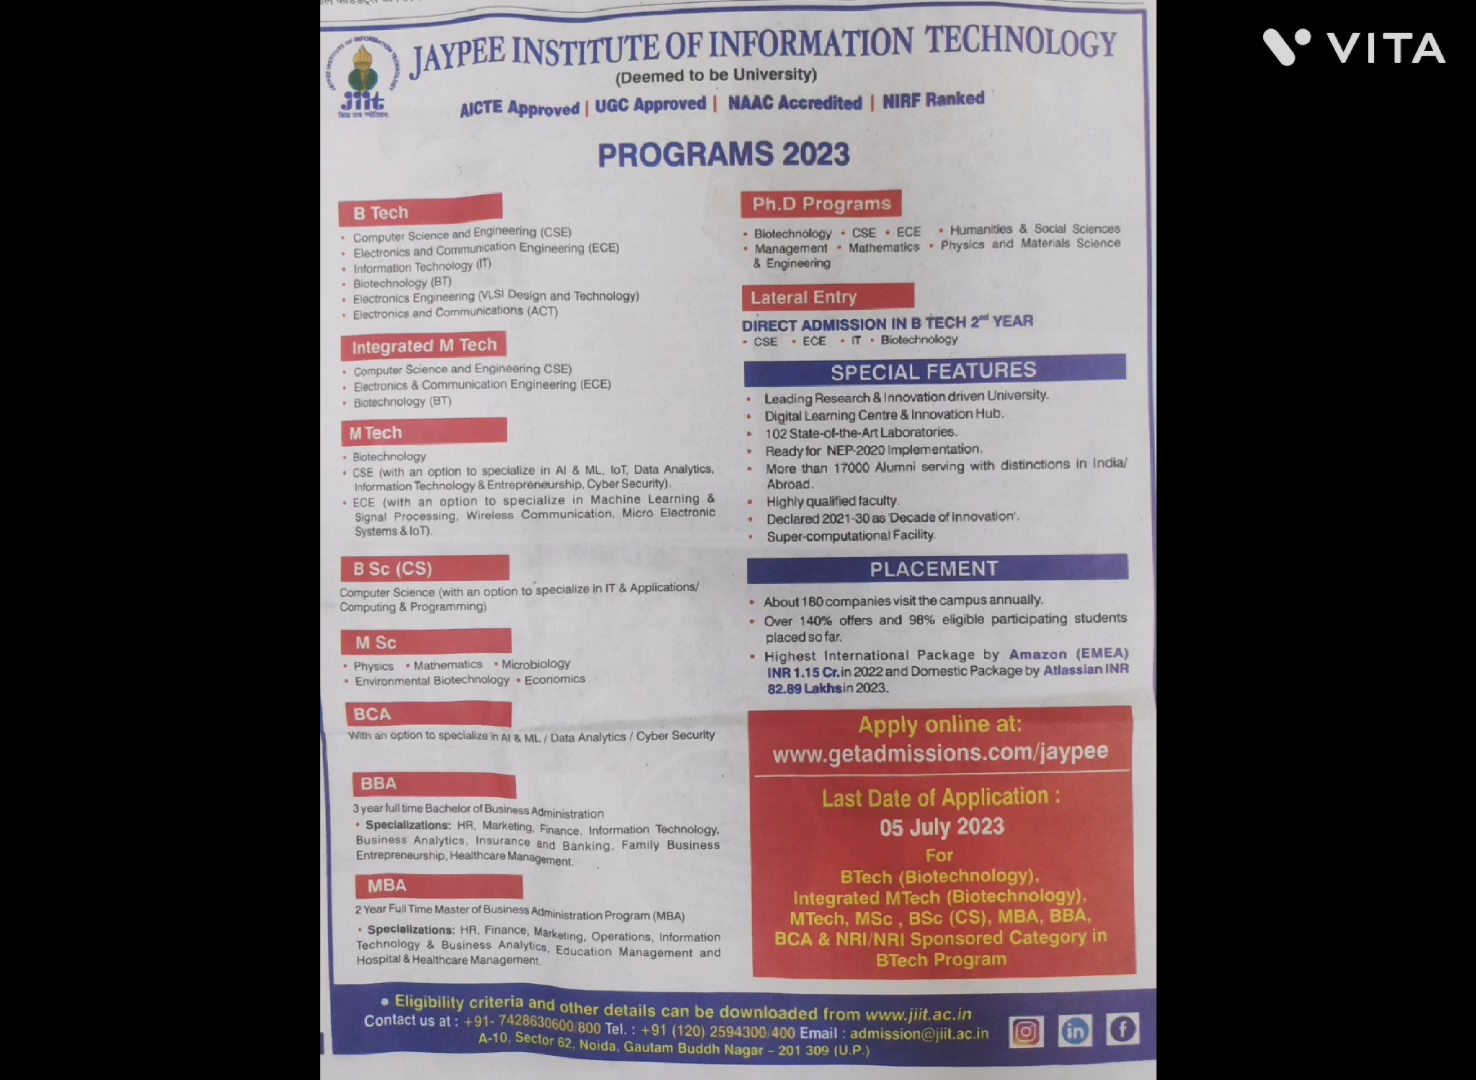 VITA
JAYPEE INSTITUTE OF INFORMATION TECHNOLOGY
(Deemed to be University)
AICTE Approved | UGC Approved | NAAC Accredited | NIRF Ranked
jiit
PROGRAMS 2023
B Tech
• Computer Science and Engineering (CSE)
• Electronics and Communication Engineering (ECE)
• Information Technology (IT)
• Biotechnology (BT)
• Electronics Engineering (VLSI Design and Technology)
• Electronics and Communications (ACT)
Integrated M Tech
• Computer Science and Engineering CSE)
• Electronics & Communication Engineering (ECE)
• Biotechnology (BT)
M Tech
• Biotechnology
• CSE (with an option to specialize in AI & ML, IoT, Data Analytics,
Information Technology & Entrepreneurship, Cyber Security).
• ECE (with an option to specialize in Machine Learning &
Signal Processing, Wireless Communication, Micro Electronic
Systems & IoT).
B Sc (CS)
Computer Science (with an option to specialize in IT & Applications/
Computing & Programming)
M Sc
• Physics • Mathematics • Microbiology
• Environmental Biotechnology • Economics
BCA
With an option to specialize in AI & ML / Data Analytics / Cyber Security
BBA
3 year full time Bachelor of Business Administration
• Specializations: HR, Marketing, Finance, Information Technology,
Business Analytics, Insurance and Banking, Family Business
Entrepreneurship, Healthcare Management.
MBA
2 Year Full Time Master of Business Administration Program (MBA)
• Specializations: HR, Finance, Marketing, Operations, Information
Technology & Business Analytics, Education Management and
Hospital & Healthcare Management.
Ph.D Programs
• Biotechnology • CSE • ECE • Humanities & Social Sciences
• Management • Mathematics • Physics and Materials Science
& Engineering
Lateral Entry
DIRECT ADMISSION IN B TECH 2nd YEAR
• CSE • ECE • IT • Biotechnology
SPECIAL FEATURES
• Leading Research & Innovation driven University.
• Digital Learning Centre & Innovation Hub.
• 102 State-of-the-Art Laboratories.
• Ready for NEP-2020 Implementation.
• More than 17000 Alumni serving with distinctions in India/
Abroad.
• Highly qualified faculty.
• Declared 2021-30 as 'Decade of Innovation'.
• Super-computational Facility.
PLACEMENT
• About 180 companies visit the campus annually.
• Over 140% offers and 98% eligible participating students
placed so far.
• Highest International Package by Amazon (EMEA)
INR 1.15 Cr. in 2022 and Domestic Package by Atlassian INR
82.89 Lakhs in 2023.
Apply online at:
www.getadmissions.com/jaypee
Last Date of Application :
05 July 2023
For
BTech (Biotechnology),
Integrated MTech (Biotechnology),
MTech, MSc , BSc (CS), MBA, BBA,
BCA & NRI/NRI Sponsored Category in
BTech Program
• Eligibility criteria and other details can be downloaded from www.jiit.ac.in
Contact us at : +91- 7428630600/800 Tel. : +91 (120) 2594300/400 Email : admission@jiit.ac.in
A-10, Sector 62, Noida, Gautam Buddh Nagar – 201 309 (U.P.)